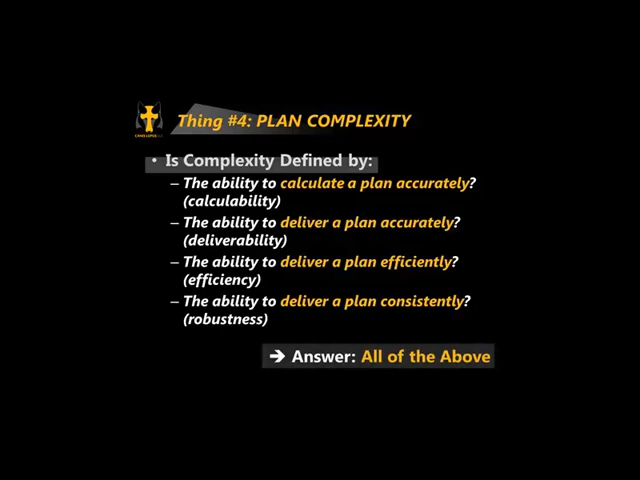 Thing #4: PLAN COMPLEXITY
• Is Complexity Defined by:
– The ability to calculate a plan accurately?
(calculability)
– The ability to deliver a plan accurately?
(deliverability)
– The ability to deliver a plan efficiently?
(efficiency)
– The ability to deliver a plan consistently?
(robustness)
➔ Answer: All of the Above